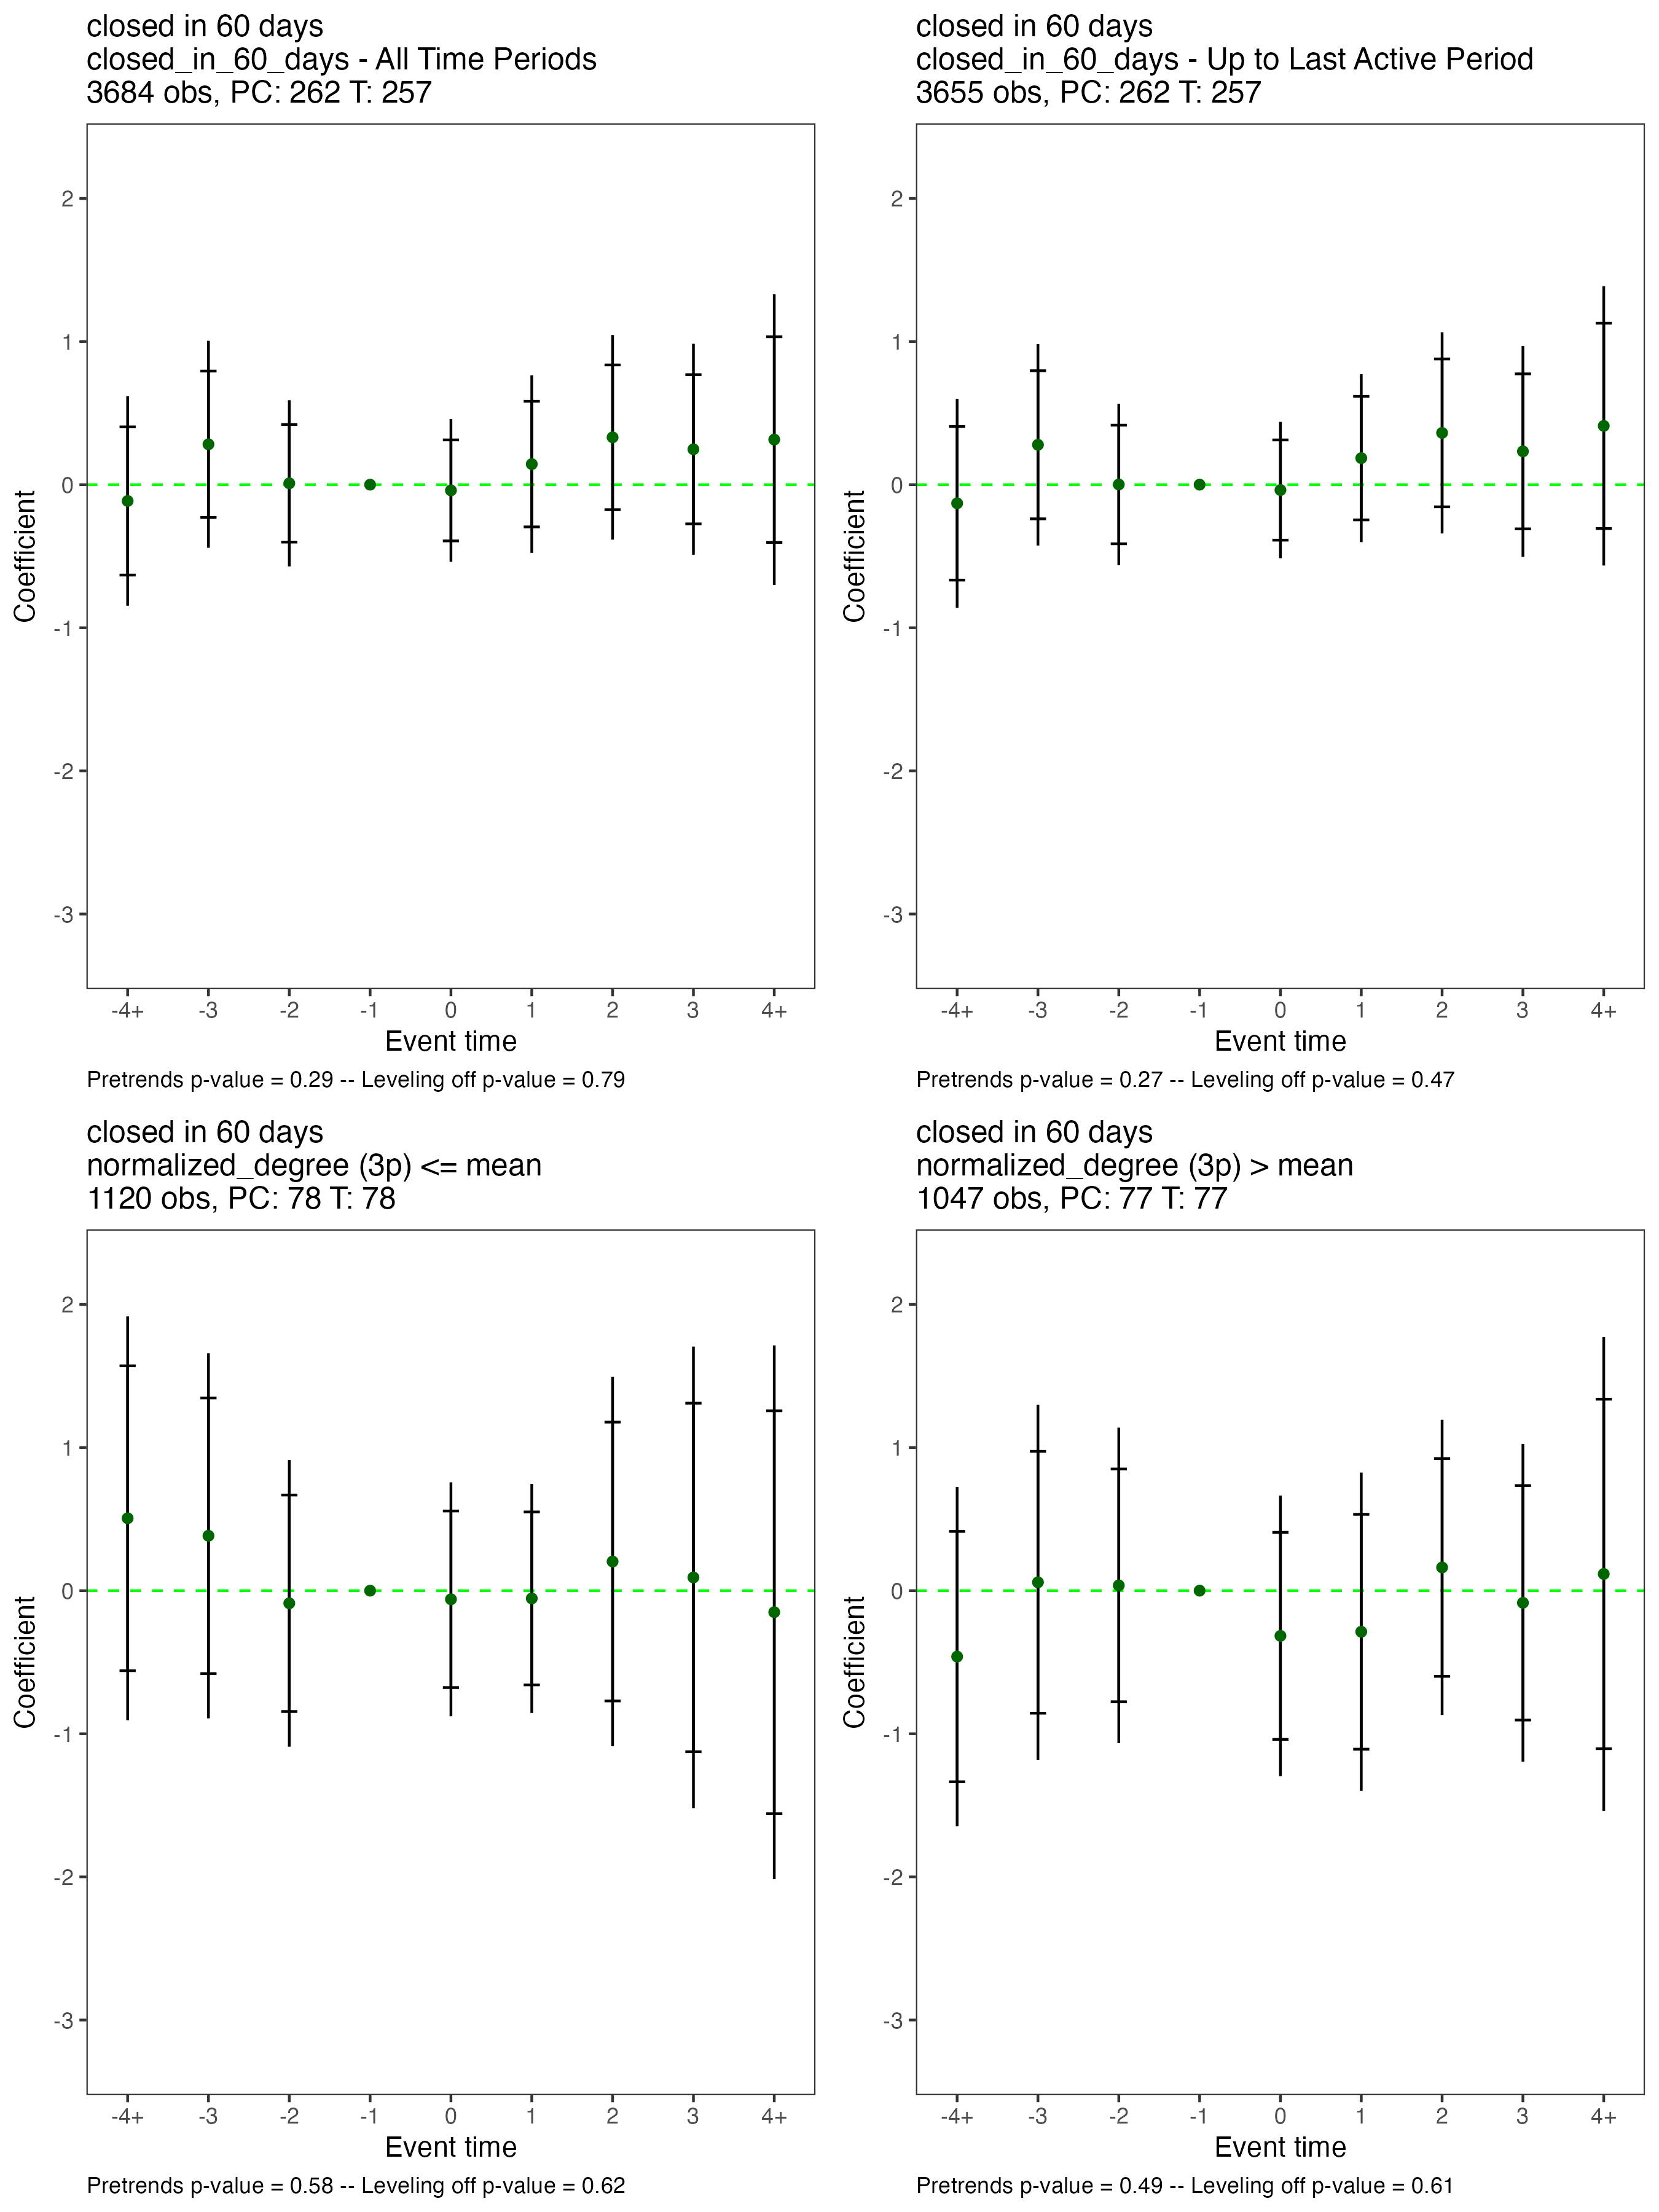 closed in 60 days
closed_in_60_days - All Time Periods
3684 obs, PC: 262 T: 257
2
1
0
-1
-2
-3
Coefficient
-4+ -3 -2 -1 0 1 2 3 4+
Event time
Pretrends p-value = 0.29 -- Leveling off p-value = 0.79
closed in 60 days
closed_in_60_days - Up to Last Active Period
3655 obs, PC: 262 T: 257
2
1
0
-1
-2
-3
Coefficient
-4+ -3 -2 -1 0 1 2 3 4+
Event time
Pretrends p-value = 0.27 -- Leveling off p-value = 0.47
closed in 60 days
normalized_degree (3p) <= mean
1120 obs, PC: 78 T: 78
2
1
0
-1
-2
-3
Coefficient
-4+ -3 -2 -1 0 1 2 3 4+
Event time
Pretrends p-value = 0.58 -- Leveling off p-value = 0.62
closed in 60 days
normalized_degree (3p) > mean
1047 obs, PC: 77 T: 77
2
1
0
-1
-2
-3
Coefficient
-4+ -3 -2 -1 0 1 2 3 4+
Event time
Pretrends p-value = 0.49 -- Leveling off p-value = 0.61